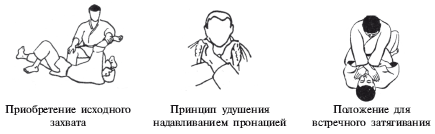 Приобретение исходного
захвата
Принцип удушения
надавливанием пронацией
Положение для
встречного затягивания